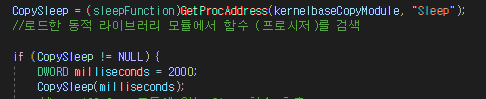 CopySleep = (sleepFunction)GetProcAddress(kernelbaseCopyModule, "Sleep");
//로드한 동적 라이브러리 모듈에서 함수 (프로시저)를 검색
if (CopySleep != NULL) {
DWORD milliseconds = 2000;
CopySleep(milliseconds);